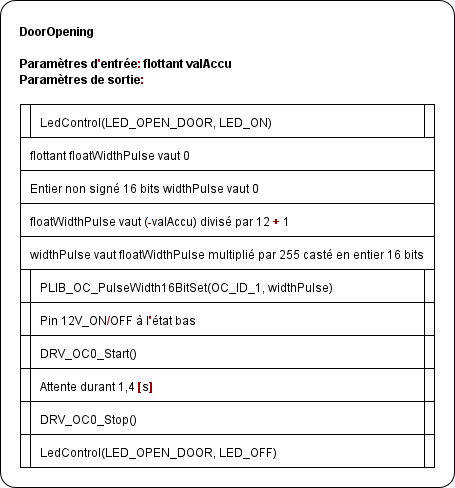 DoorOpening
Paramètres d'entrée: flottant valAccu
Paramètres de sortie:
LedControl(LED_OPEN_DOOR, LED_ON)
flottant floatWidthPulse vaut 0
Entier non signé 16 bits widthPulse vaut 0
floatWidthPulse vaut (-valAccu) divisé par 12 + 1
widthPulse vaut floatWidthPulse multiplié par 255 casté en entier 16 bits
PLIB_OC_PulseWidth16BitSet(OC_ID_1, widthPulse)
Pin 12V_ON/OFF à l'état bas
DRV_OC0_Start()
Attente durant 1,4 [s]
DRV_OC0_Stop()
LedControl(LED_OPEN_DOOR, LED_OFF)